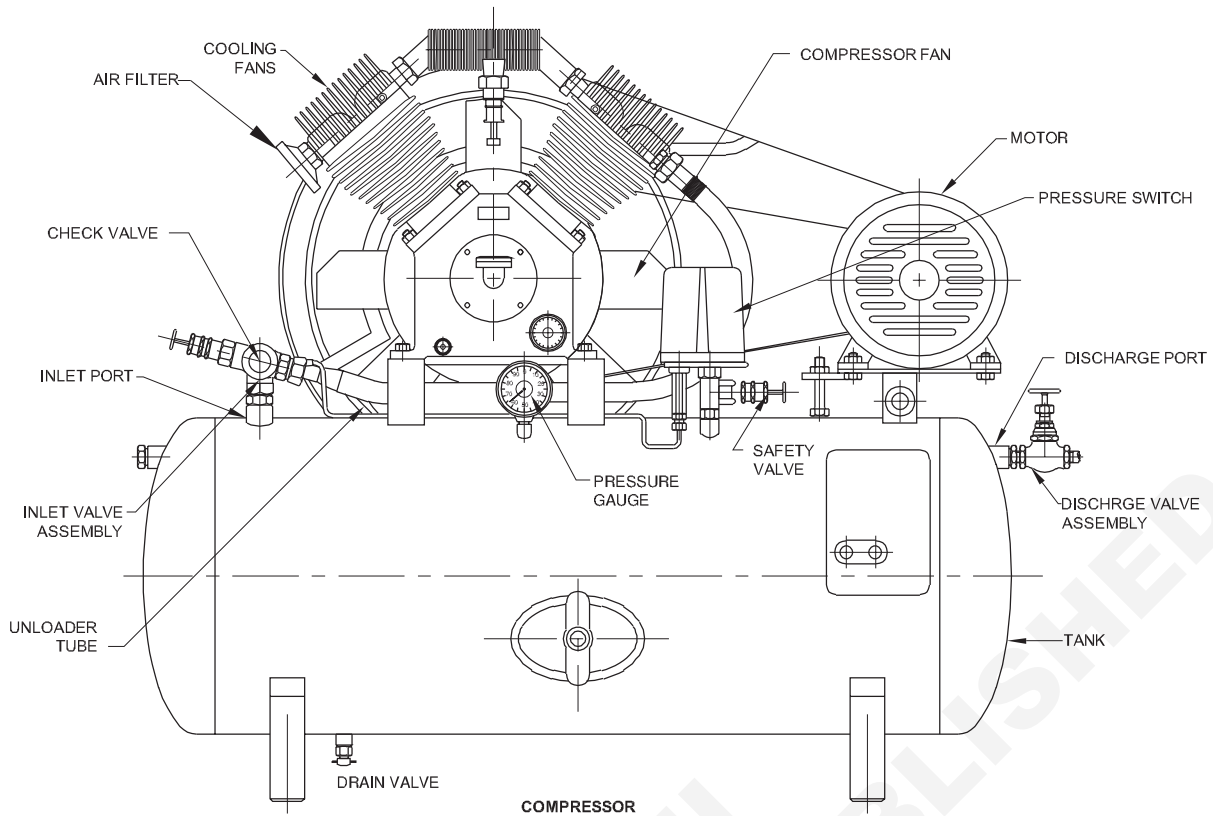 COOLING
FANS
AIR FILTER
COMPRESSOR FAN
MOTOR
PRESSURE SWITCH
CHECK VALVE
INLET PORT
DISCHARGE PORT
SAFETY
VALVE
PRESSURE
GAUGE
INLET VALVE
ASSEMBLY
DISCHRGE VALVE
ASSEMBLY
UNLOADER
TUBE
TANK
DRAIN VALVE
COMPRESSOR
BLISHED